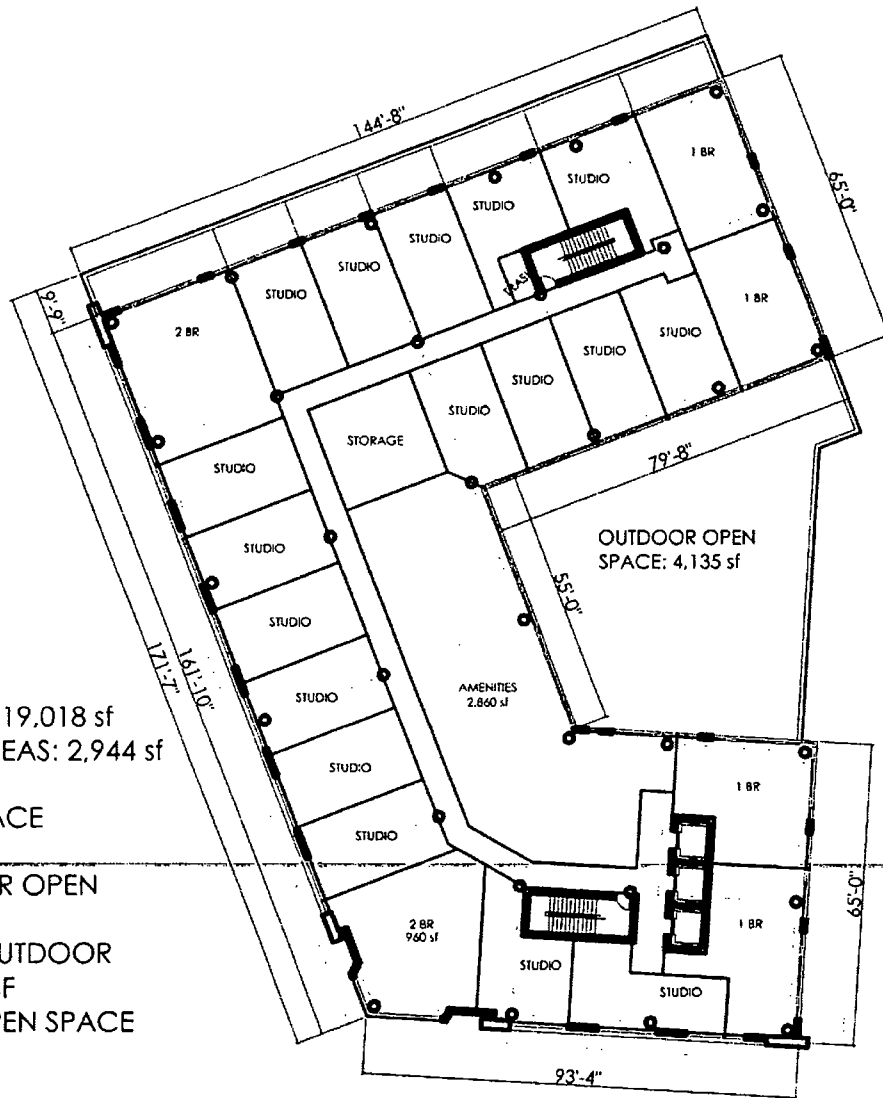 144'-8"
65'-0"
9'-9"
1 BR
STUDIO
STUDIO
STUDIO
STUDIO
STUDIO
2 BR
TRASH
1 BR
STUDIO
STUDIO
STUDIO
STUDIO
STORAGE
79'-8"
STUDIO
OUTDOOR OPEN
SPACE: 4,135 sf
STUDIO
55'-0"
STUDIO
171'-7"
161'-10"
STUDIO
AMENITIES
2,860 sf
19,018 sf
EAS: 2,944 sf
STUDIO
1 BR
ACE
STUDIO
R OPEN
65'-0"
2 BR
960 sf
1 BR
UTDOOR
STUDIO
STUDIO
F
PEN SPACE
93'-4"